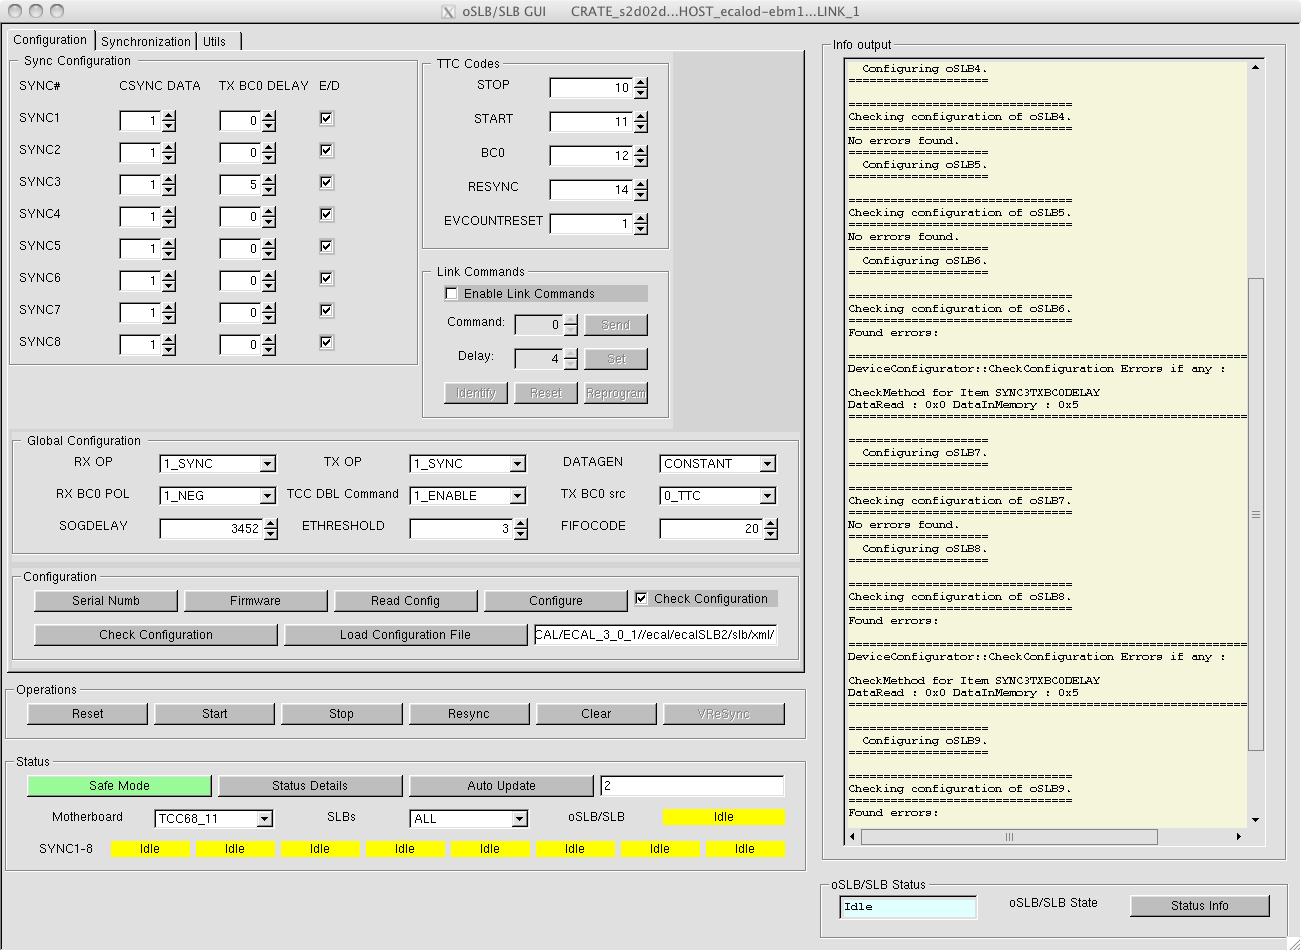 oSLB/SLB GUI CRATE_s2d02d...HOST_ecalod-ebm1...LINK_1
Configuration Synchronization Utils
Sync Configuration
SYNC# CSYNC DATA TX BC0 DELAY E/D
SYNC1 1 0
SYNC2 1 0
SYNC3 1 5
SYNC4 1 0
SYNC5 1 0
SYNC6 1 0
SYNC7 1 0
SYNC8 1 0
TTC Codes
STOP 10
START 11
BC0 12
RESYNC 14
EVCOUNTRESET 1
Link Commands
Enable Link Commands
Command: 0 Send
Delay: 4 Set
Identify Reset Reprogram
Global Configuration
RX OP 1_SYNC TX OP 1_SYNC DATAGEN CONSTANT
RX BC0 POL 1_NEG TCC DBL Command 1_ENABLE TX BC0 src 0_TTC
SOGDELAY 3452 ETHRESHOLD 3 FIFOCODE 20
Configuration
Serial Numb Firmware Read Config Configure Check Configuration
Check Configuration Load Configuration File CAL/ECAL_3_0_1//ecal/ecalSLB2/slb/xml/
Operations
Reset Start Stop Resync Clear VReSync
Status
Safe Mode Status Details Auto Update 2
Motherboard TCC68_11 SLBs ALL oSLB/SLB Idle
SYNC1-8 Idle Idle Idle Idle Idle Idle Idle Idle
Info output
Configuring oSLB4.
====================
================================
Checking configuration of oSLB4.
================================
No errors found.
====================
Configuring oSLB5.
====================
================================
Checking configuration of oSLB5.
================================
No errors found.
====================
Configuring oSLB6.
====================
================================
Checking configuration of oSLB6.
================================
Found errors:
=========================================================
DeviceConfigurator::CheckConfiguration Errors if any :
CheckMethod for Item SYNC3TXBC0DELAY
DataRead : 0x0 DataInMemory : 0x5
=========================================================
====================
Configuring oSLB7.
====================
================================
Checking configuration of oSLB7.
================================
No errors found.
====================
Configuring oSLB8.
====================
================================
Checking configuration of oSLB8.
================================
Found errors:
=========================================================
DeviceConfigurator::CheckConfiguration Errors if any :
CheckMethod for Item SYNC3TXBC0DELAY
DataRead : 0x0 DataInMemory : 0x5
=========================================================
====================
Configuring oSLB9.
====================
================================
Checking configuration of oSLB9.
================================
Found errors:
oSLB/SLB Status
Idle oSLB/SLB State Status Info